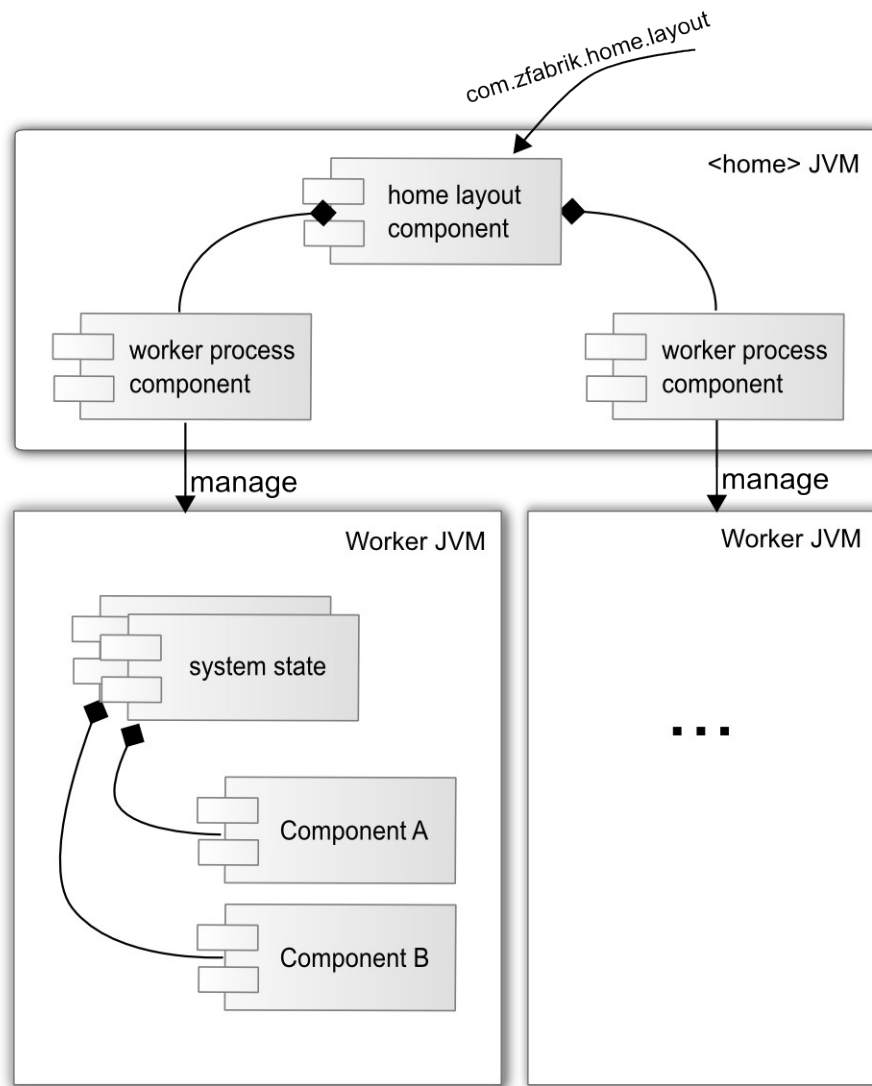 com.zfabrik.home.layout
<home> JVM
home layout
component
worker process
component
worker process
component
manage
manage
Worker JVM
Worker JVM
system state
...
Component A
Component B